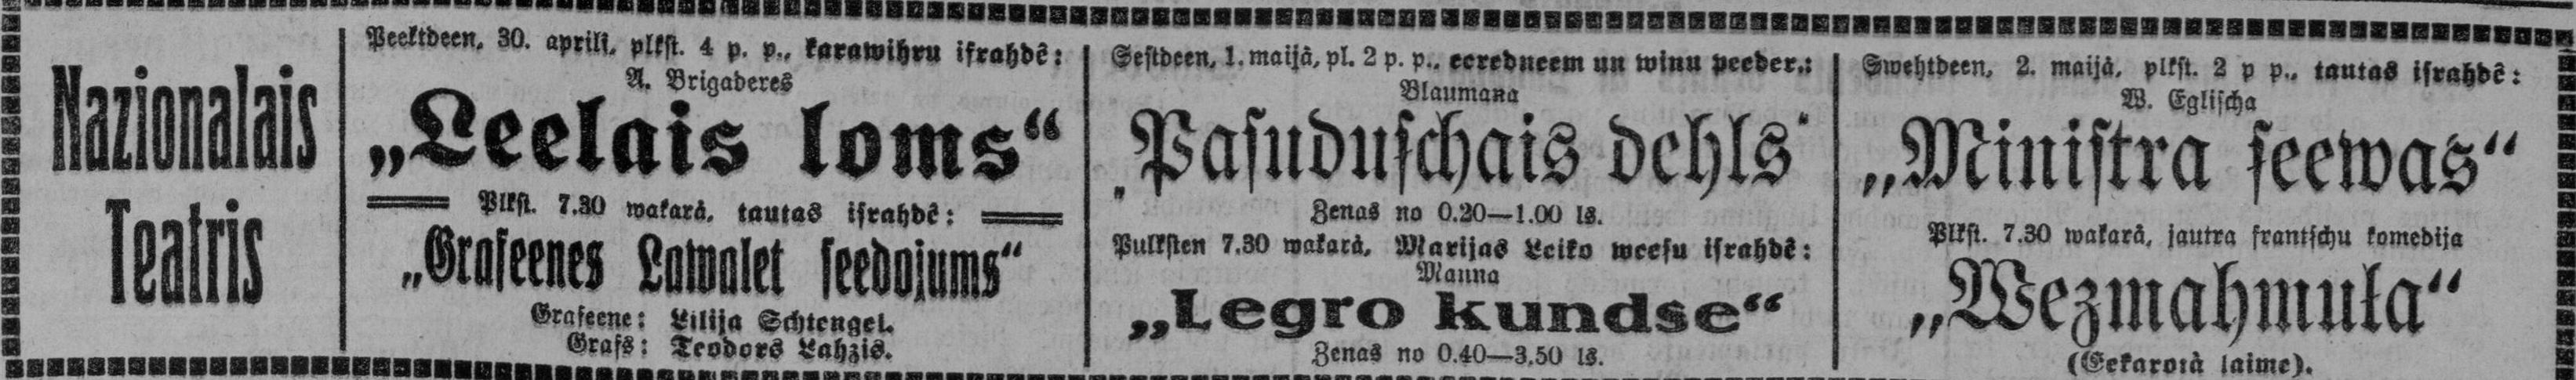 Nazionalais
Teatris
Peektdeen, 30. aprilī, plkst. 4 p. p., karawihru israhdē:
A. Brigaderes
„Leelais loms“
Plkst. 7.30 wakarā, tautas israhdē:
„Grafeenes Lawalet seedojums“
Grafeene: Lilija Schtengel.
Grafs: Teodors Lahzis.
Sestdeen, 1. maijā, pl. 2 p. p., eeredneem un winu peeder.:
Blaumana
„Pasuduschais dehls“
Zenas no 0.20—1.00 ls.
Pulksten 7.30 wakarā, Marijas Leiko weesu israhdē:
Manna
„Legro kundse“
Zenas no 0.40—3.50 ls.
Swehtdeen, 2. maijā, plkst. 2 p p., tautas israhdē:
W. Eglischa
„Ministra seewas“
Plkst. 7.30 wakarā, jautra frantschu komedija
„Wezmahmuła“
(Eekarotā laime).